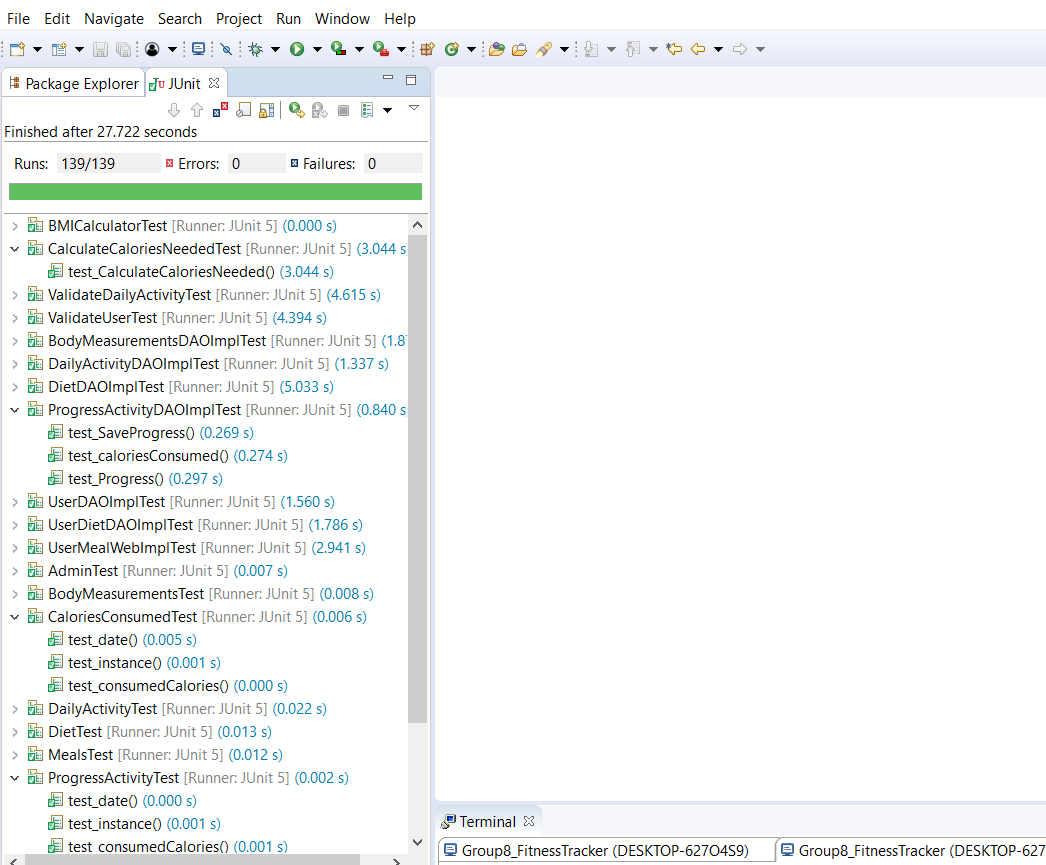 File Edit Navigate Search Project Run Window Help
Package Explorer JUnit
Finished after 27.722 seconds
Runs: 139/139 Errors: 0 Failures: 0
BMICalculatorTest [Runner: JUnit 5] (0.000 s)
CalculateCaloriesNeededTest [Runner: JUnit 5] (3.044 s
test_CalculateCaloriesNeeded() (3.044 s)
ValidateDailyActivityTest [Runner: JUnit 5] (4.615 s)
ValidateUserTest [Runner: JUnit 5] (4.394 s)
BodyMeasurementsDAOImplTest [Runner: JUnit 5] (1.87
DailyActivityDAOImplTest [Runner: JUnit 5] (1.337 s)
DietDAOImplTest [Runner: JUnit 5] (5.033 s)
ProgressActivityDAOImplTest [Runner: JUnit 5] (0.840 s
test_SaveProgress() (0.269 s)
test_caloriesConsumed() (0.274 s)
test_Progress() (0.297 s)
UserDAOImplTest [Runner: JUnit 5] (1.560 s)
UserDietDAOImplTest [Runner: JUnit 5] (1.786 s)
UserMealWebImplTest [Runner: JUnit 5] (2.941 s)
AdminTest [Runner: JUnit 5] (0.007 s)
BodyMeasurementsTest [Runner: JUnit 5] (0.008 s)
CaloriesConsumedTest [Runner: JUnit 5] (0.006 s)
test_date() (0.005 s)
test_instance() (0.001 s)
test_consumedCalories() (0.000 s)
DailyActivityTest [Runner: JUnit 5] (0.022 s)
DietTest [Runner: JUnit 5] (0.013 s)
MealsTest [Runner: JUnit 5] (0.012 s)
ProgressActivityTest [Runner: JUnit 5] (0.002 s)
test_date() (0.000 s)
test_instance() (0.001 s)
test_consumedCalories() (0.001 s)
Terminal
Group8_FitnessTracker (DESKTOP-627O4S9) Group8_FitnessTracker (DESKTOP-627